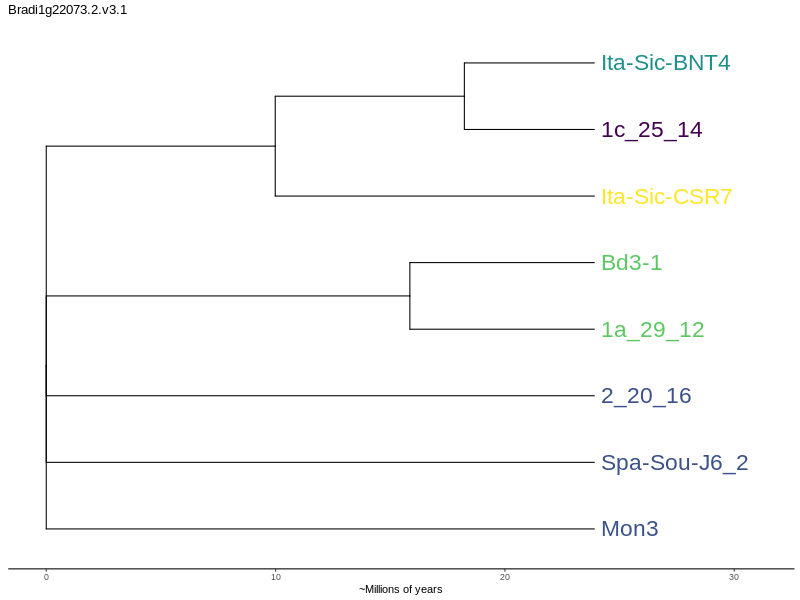 Bradi1g22073.2.v3.1
Ita-Sic-BNT4
1c_25_14
Ita-Sic-CSR7
Bd3-1
1a_29_12
2_20_16
Spa-Sou-J6_2
Mon3
0 10 20 30
~Millions of years